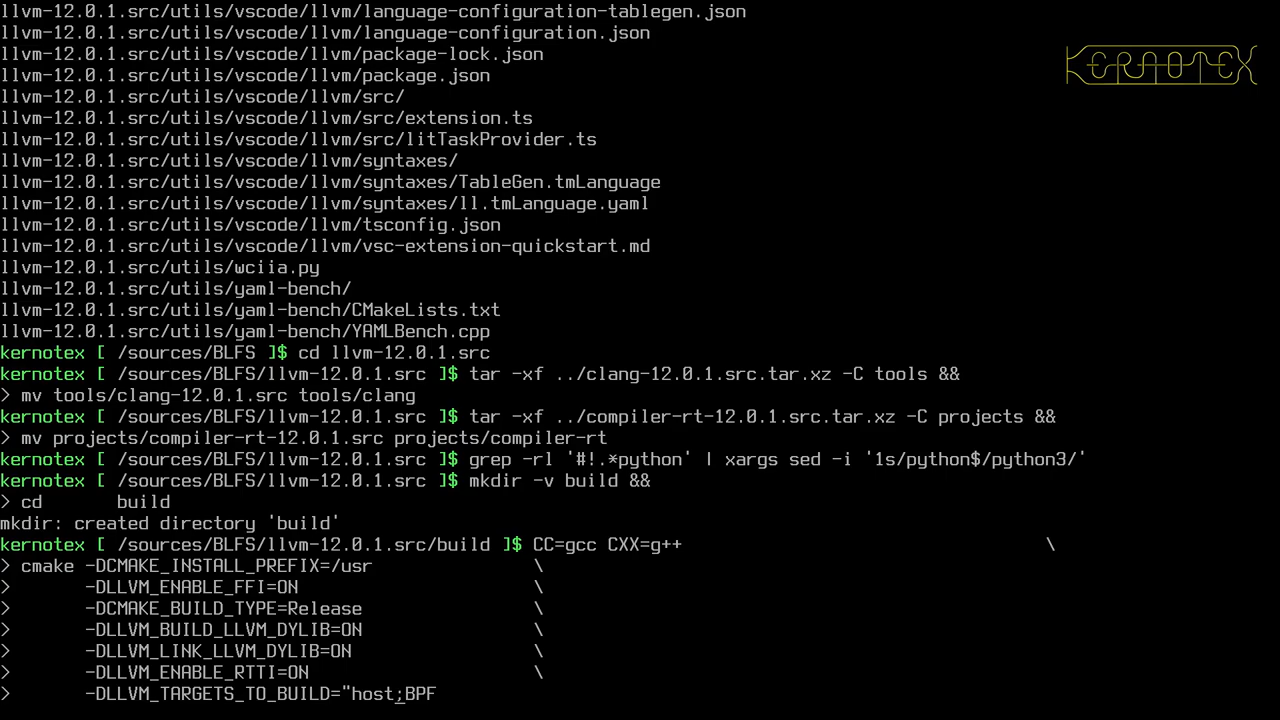 llvm-12.0.1.src/utils/vscode/llvm/language-configuration-tablegen.json
llvm-12.0.1.src/utils/vscode/llvm/language-configuration.json
llvm-12.0.1.src/utils/vscode/llvm/package-lock.json
llvm-12.0.1.src/utils/vscode/llvm/package.json
llvm-12.0.1.src/utils/vscode/llvm/src/
llvm-12.0.1.src/utils/vscode/llvm/src/extension.ts
llvm-12.0.1.src/utils/vscode/llvm/src/litTaskProvider.ts
llvm-12.0.1.src/utils/vscode/llvm/syntaxes/
llvm-12.0.1.src/utils/vscode/llvm/syntaxes/TableGen.tmLanguage
llvm-12.0.1.src/utils/vscode/llvm/syntaxes/ll.tmLanguage.yaml
llvm-12.0.1.src/utils/vscode/llvm/tsconfig.json
llvm-12.0.1.src/utils/vscode/llvm/vsc-extension-quickstart.md
llvm-12.0.1.src/utils/wciia.py
llvm-12.0.1.src/utils/yaml-bench/
llvm-12.0.1.src/utils/yaml-bench/CMakeLists.txt
llvm-12.0.1.src/utils/yaml-bench/YAMLBench.cpp
kernotex [ /sources/BLFS ]$ cd llvm-12.0.1.src
kernotex [ /sources/BLFS/llvm-12.0.1.src ]$ tar -xf ../clang-12.0.1.src.tar.xz -C tools &&
> mv tools/clang-12.0.1.src tools/clang
kernotex [ /sources/BLFS/llvm-12.0.1.src ]$ tar -xf ../compiler-rt-12.0.1.src.tar.xz -C projects &&
> mv projects/compiler-rt-12.0.1.src projects/compiler-rt
kernotex [ /sources/BLFS/llvm-12.0.1.src ]$ grep -rl '#!.*python' | xargs sed -i '1s/python$/python3/'
kernotex [ /sources/BLFS/llvm-12.0.1.src ]$ mkdir -v build &&
> cd       build
mkdir: created directory 'build'
kernotex [ /sources/BLFS/llvm-12.0.1.src/build ]$ CC=gcc CXX=g++                                  \
> cmake -DCMAKE_INSTALL_PREFIX=/usr               \
>       -DLLVM_ENABLE_FFI=ON                      \
>       -DCMAKE_BUILD_TYPE=Release                \
>       -DLLVM_BUILD_LLVM_DYLIB=ON                \
>       -DLLVM_LINK_LLVM_DYLIB=ON                 \
>       -DLLVM_ENABLE_RTTI=ON                     \
>       -DLLVM_TARGETS_TO_BUILD="host;BPF
KERNOTEX